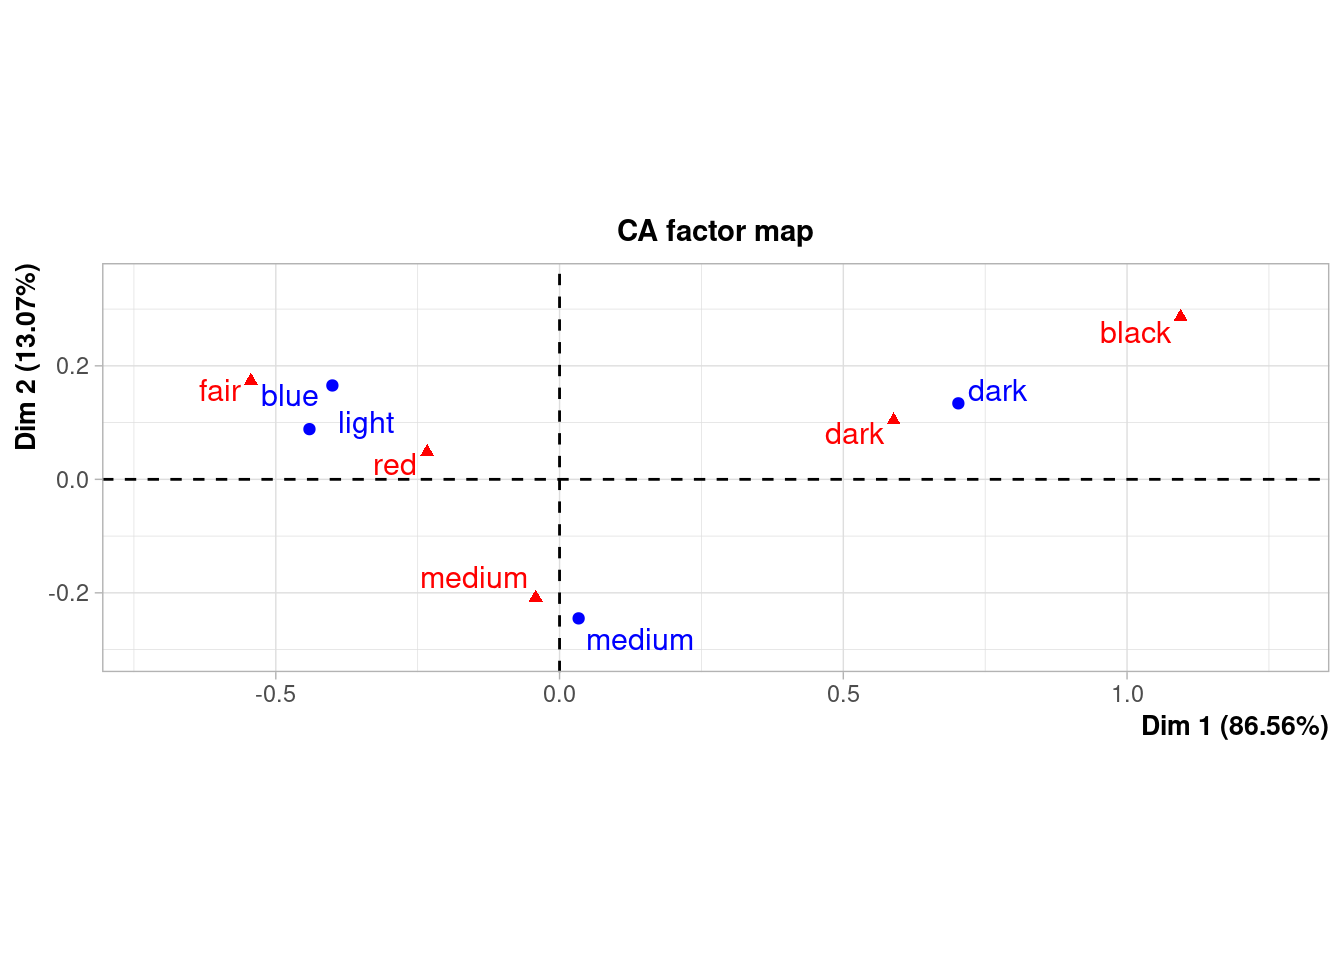 CA factor map
Dim 2 (13.07%)
0.2
0.0
-0.2
black
fair
blue
dark
light
dark
red
medium
medium
-0.5
0.0
0.5
1.0
Dim 1 (86.56%)